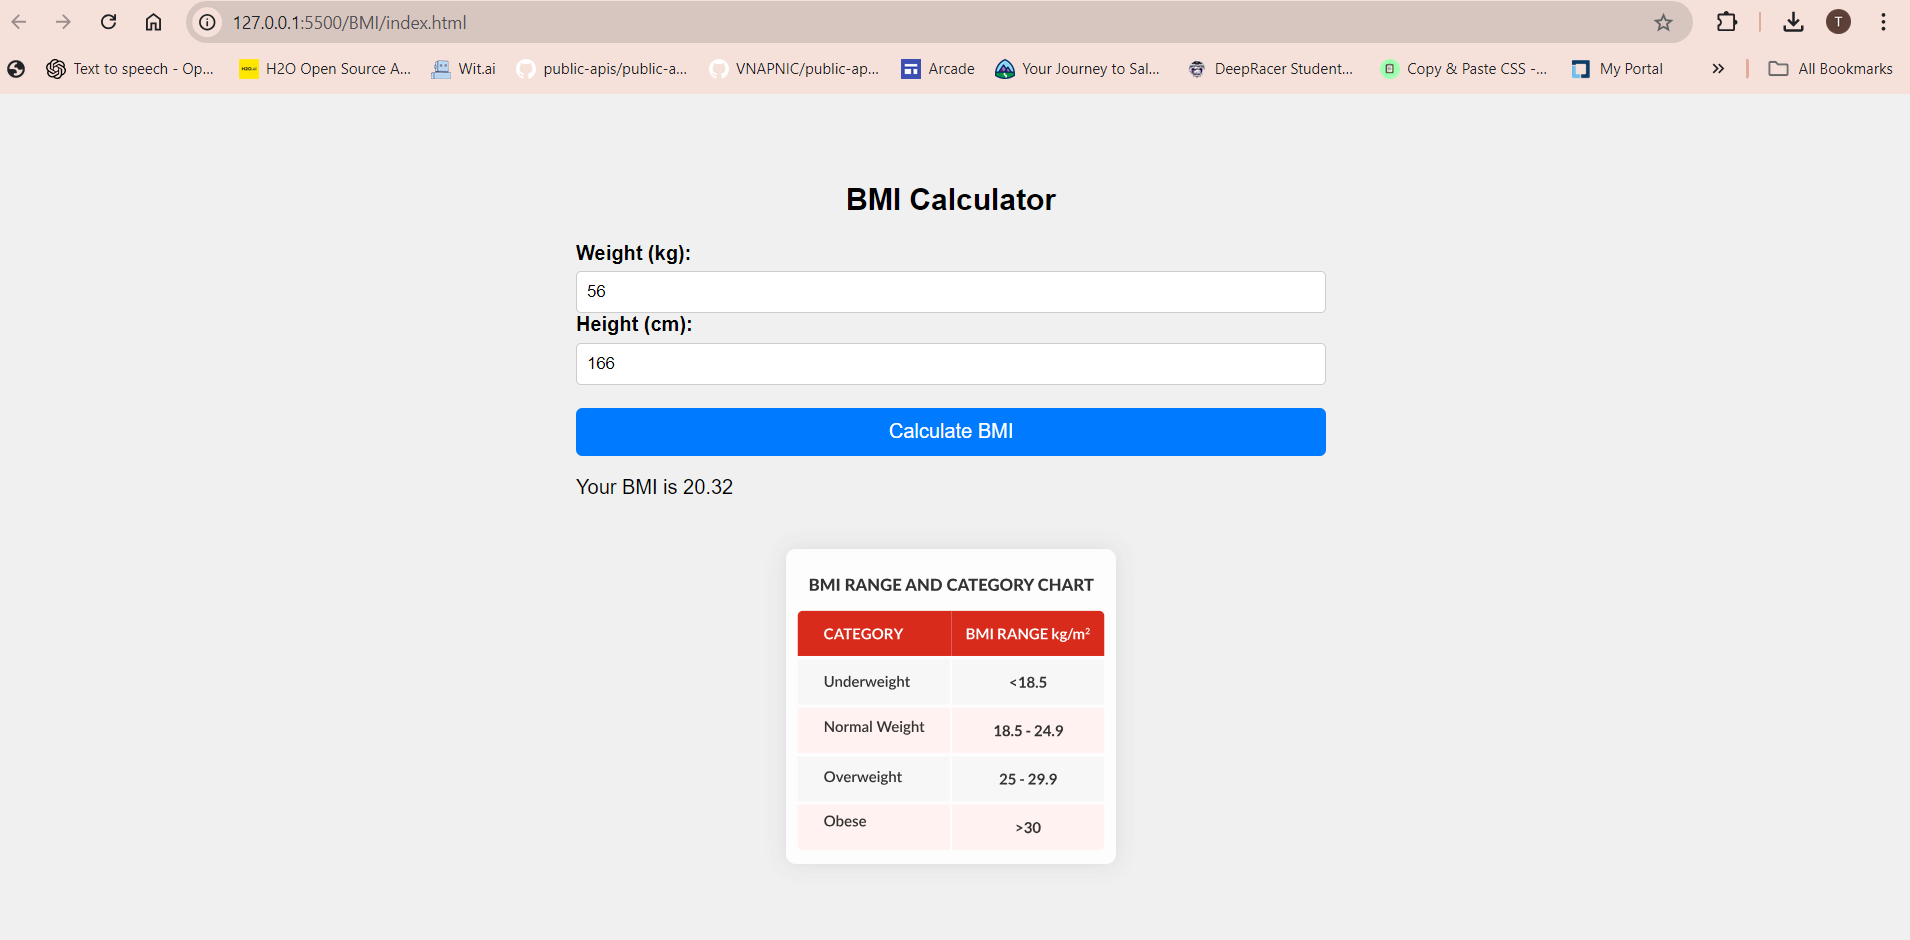 127.0.0.1:5500/BMI/index.html
T
Text to speech - Op...
H2O.ai
H2O Open Source A...
Wit.ai
public-apis/public-a...
VNAPNIC/public-ap...
Arcade
Your Journey to Sal...
DeepRacer Student...
Copy & Paste CSS -...
My Portal
All Bookmarks
BMI Calculator
Weight (kg):
56
Height (cm):
166
Calculate BMI
Your BMI is 20.32
BMI RANGE AND CATEGORY CHART
CATEGORY BMI RANGE kg/m²
Underweight <18.5
Normal Weight 18.5 - 24.9
Overweight 25 - 29.9
Obese >30